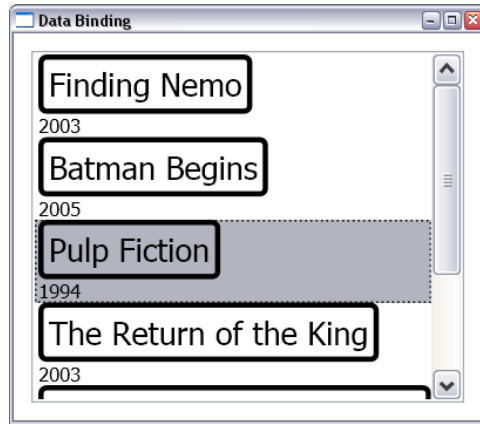 Data Binding
Finding Nemo
2003
Batman Begins
2005
Pulp Fiction
1994
The Return of the King
2003